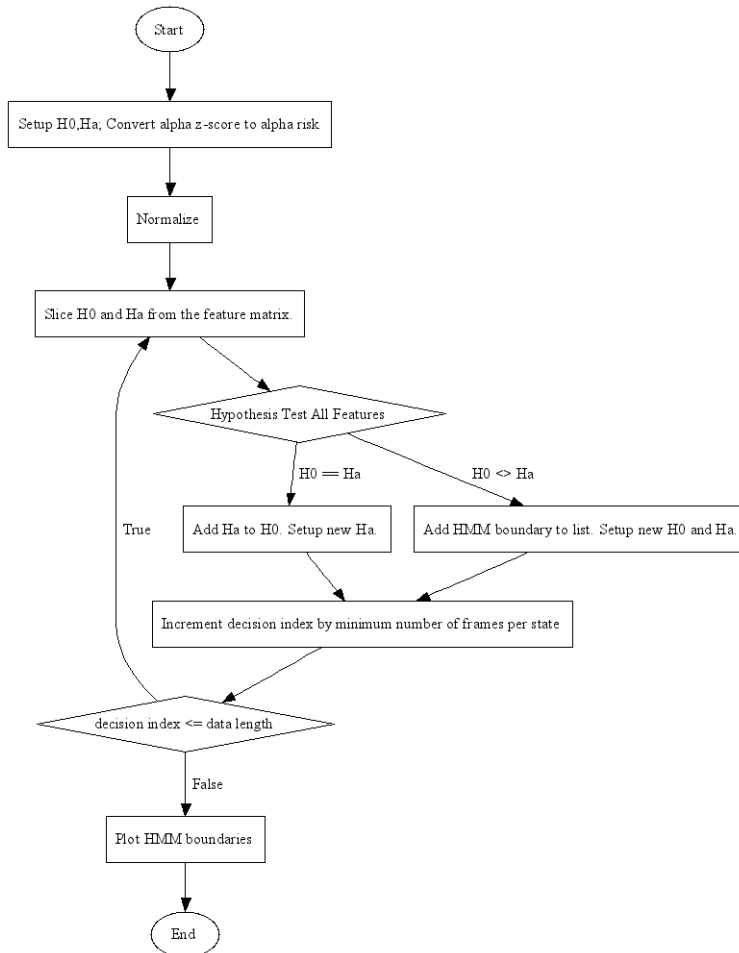 Start
Setup H0,Ha; Convert alpha z-score to alpha risk
Normalize
Slice H0 and Ha from the feature matrix.
Hypothesis Test All Features
H0 == Ha
H0 <> Ha
Add Ha to H0. Setup new Ha.
Add HMM boundary to list. Setup new H0 and Ha.
True
Increment decision index by minimum number of frames per state
decision index <= data length
False
Plot HMM boundaries
End